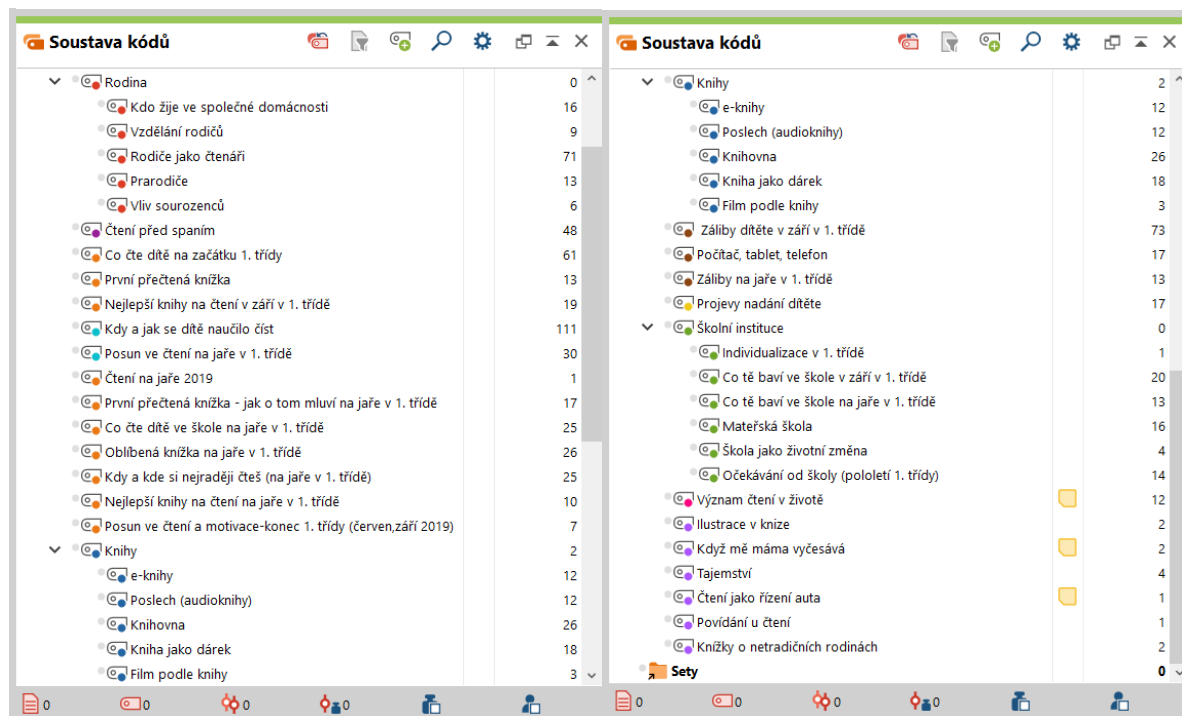 Soustava kódů
Rodina 0
Kdo žije ve společné domácnosti 16
Vzdělání rodičů 9
Rodiče jako čtenáři 71
Prarodiče 13
Vliv sourozenců 6
Čtení před spaním 48
Co čte dítě na začátku 1. třídy 61
První přečtená knížka 13
Nejlepší knihy na čtení v září v 1. třídě 19
Kdy a jak se dítě naučilo číst 111
Posun ve čtení na jaře v 1. třídě 30
Čtení na jaře 2019 1
První přečtená knížka - jak o tom mluví na jaře v 1. třídě 17
Co čte dítě ve škole na jaře v 1. třídě 25
Oblíbená knížka na jaře v 1. třídě 26
Kdy a kde si nejraději čteš (na jaře v 1. třídě) 25
Nejlepší knihy na čtení na jaře v 1. třídě 10
Posun ve čtení a motivace-konec 1. třídy (červen,září 2019) 7
Knihy 2
e-knihy 12
Poslech (audioknihy) 12
Knihovna 26
Kniha jako dárek 18
Film podle knihy 3
0 0 0 0
Soustava kódů
Knihy 2
e-knihy 12
Poslech (audioknihy) 12
Knihovna 26
Kniha jako dárek 18
Film podle knihy 3
Záliby dítěte v září v 1. třídě 73
Počítač, tablet, telefon 17
Záliby na jaře v 1. třídě 13
Projevy nadání dítěte 17
Školní instituce 0
Individualizace v 1. třídě 1
Co tě baví ve škole v září v 1. třídě 20
Co tě baví ve škole na jaře v 1. třídě 13
Mateřská škola 16
Škola jako životní změna 4
Očekávání od školy (pololetí 1. třídy) 14
Význam čtení v životě 12
Ilustrace v knize 2
Když mě máma vyčesává 2
Tajemství 4
Čtení jako řízení auta 1
Povídání u čtení 1
Knížky o netradičních rodinách 2
Sety 0
0 0 0 0